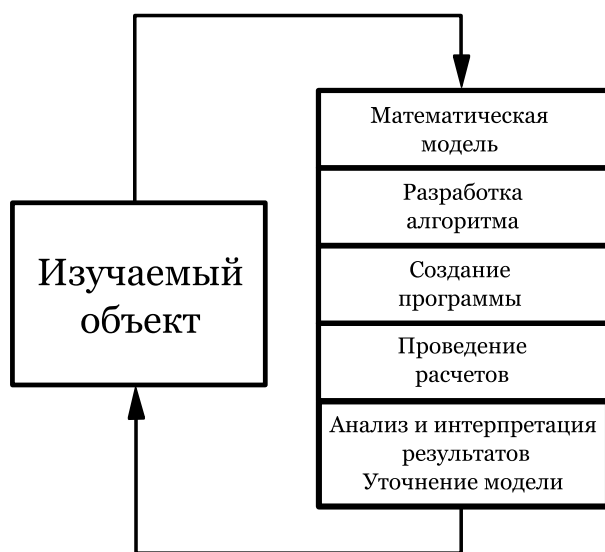 Изучаемый
объект
Математическая
модель
Разработка
алгоритма
Создание
программы
Проведение
расчетов
Анализ и интерпретация
результатов
Уточнение модели